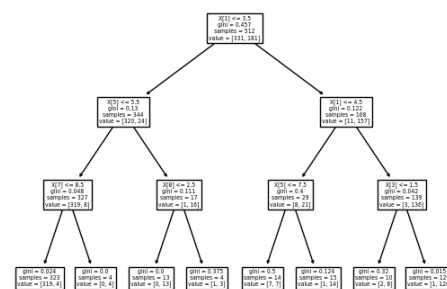 X[1] <= 3.5
gini = 0.457
samples = 512
value = [331, 181]
X[5] <= 5.5
gini = 0.13
samples = 344
value = [320, 24]
X[1] <= 4.5
gini = 0.122
samples = 168
value = [11, 157]
X[7] <= 8.5
gini = 0.048
samples = 327
value = [319, 8]
X[8] <= 2.5
gini = 0.111
samples = 17
value = [1, 16]
X[5] <= 7.5
gini = 0.4
samples = 29
value = [8, 21]
X[3] <= 1.5
gini = 0.042
samples = 139
value = [3, 136]
gini = 0.024
samples = 323
value = [319, 4]
gini = 0.0
samples = 4
value = [0, 4]
gini = 0.0
samples = 13
value = [0, 13]
gini = 0.375
samples = 4
value = [1, 3]
gini = 0.5
samples = 14
value = [7, 7]
gini = 0.124
samples = 15
value = [1, 14]
gini = 0.32
samples = 10
value = [2, 8]
gini = 0.015
samples = 12
value = [1, 12